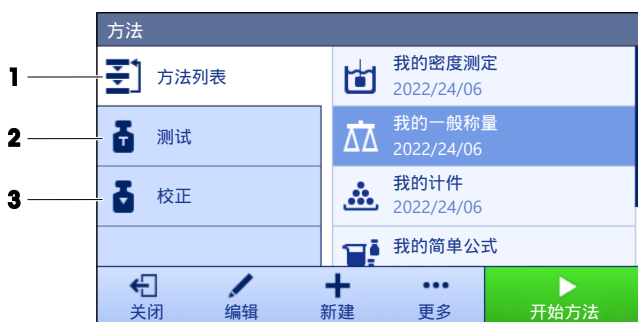 方法
1
方法列表
2
测试
3
校正
我的密度测定
2022/24/06
我的一般称量
2022/24/06
我的计件
2022/24/06
我的简单公式
关闭
编辑
新建
更多
开始方法